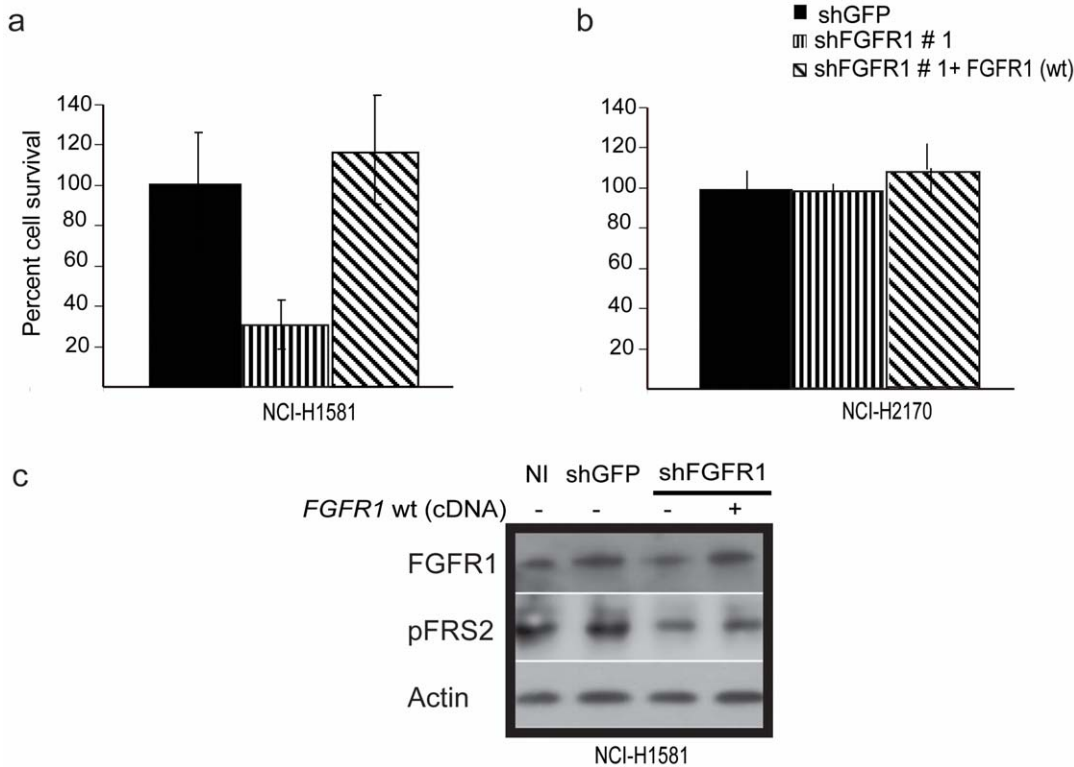 a
b
shGFP
shFGFR1 # 1
shFGFR1 # 1+ FGFR1 (wt)
Percent cell survival
140
120
100
80
60
40
20
NCI-H1581
140
120
100
80
60
40
20
NCI-H2170
c
NI shGFP shFGFR1
FGFR1 wt (cDNA) - - - +
FGFR1
pFRS2
Actin
NCI-H1581